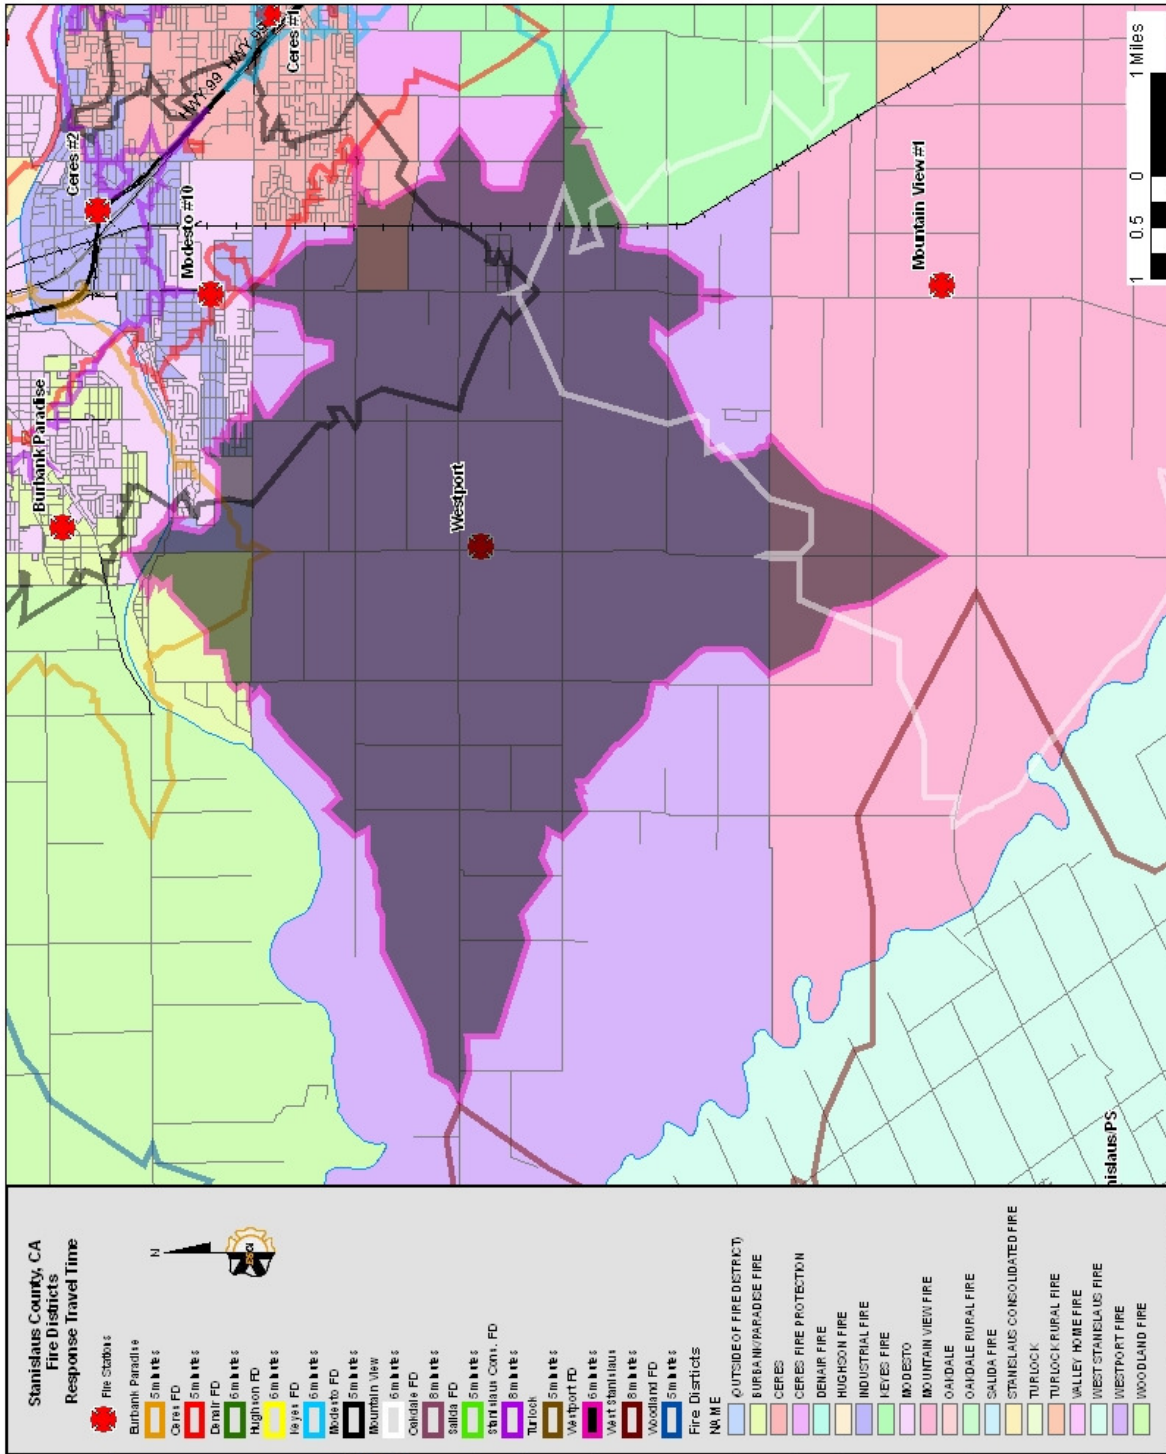 Stanislaus County, CA
Fire Districts
Response Travel Time
N
ESCI
Fire Stations
Burbank Paradise
5 minutes
Ceres FD
5 minutes
Denair FD
6 minutes
Hughson FD
6 minutes
Keyes FD
6 minutes
Modesto FD
5 minutes
Mountain View
6 minutes
Oakdale FD
8 minutes
Salida FD
5 minutes
Stanislaus Cons. FD
8 minutes
Turlock
5 minutes
Westport FD
6 minutes
West Stanislaus
8 minutes
Woodland FD
5 minutes
Fire Districts
NAME
(OUTSIDE OF FIRE DISTRICT)
BURBANK/PARADISE FIRE
CERES
CERES FIRE PROTECTION
DENAIR FIRE
HUGHSON FIRE
INDUSTRIAL FIRE
KEYES FIRE
MODESTO
MOUNTAIN VIEW FIRE
OAKDALE
OAKDALE RURAL FIRE
SALIDA FIRE
STANISLAUS CONSOLIDATED FIRE
TURLOCK
TURLOCK RURAL FIRE
VALLEY HOME FIRE
WEST STANISLAUS FIRE
WESTPORT FIRE
WOODLAND FIRE
Burbank Paradise
Ceres #2
HWY 99 HWY 99
Modesto #10
Ceres #1
Westport
Mountain View #1
nislaus/PS
1 0.5 0 1 Miles